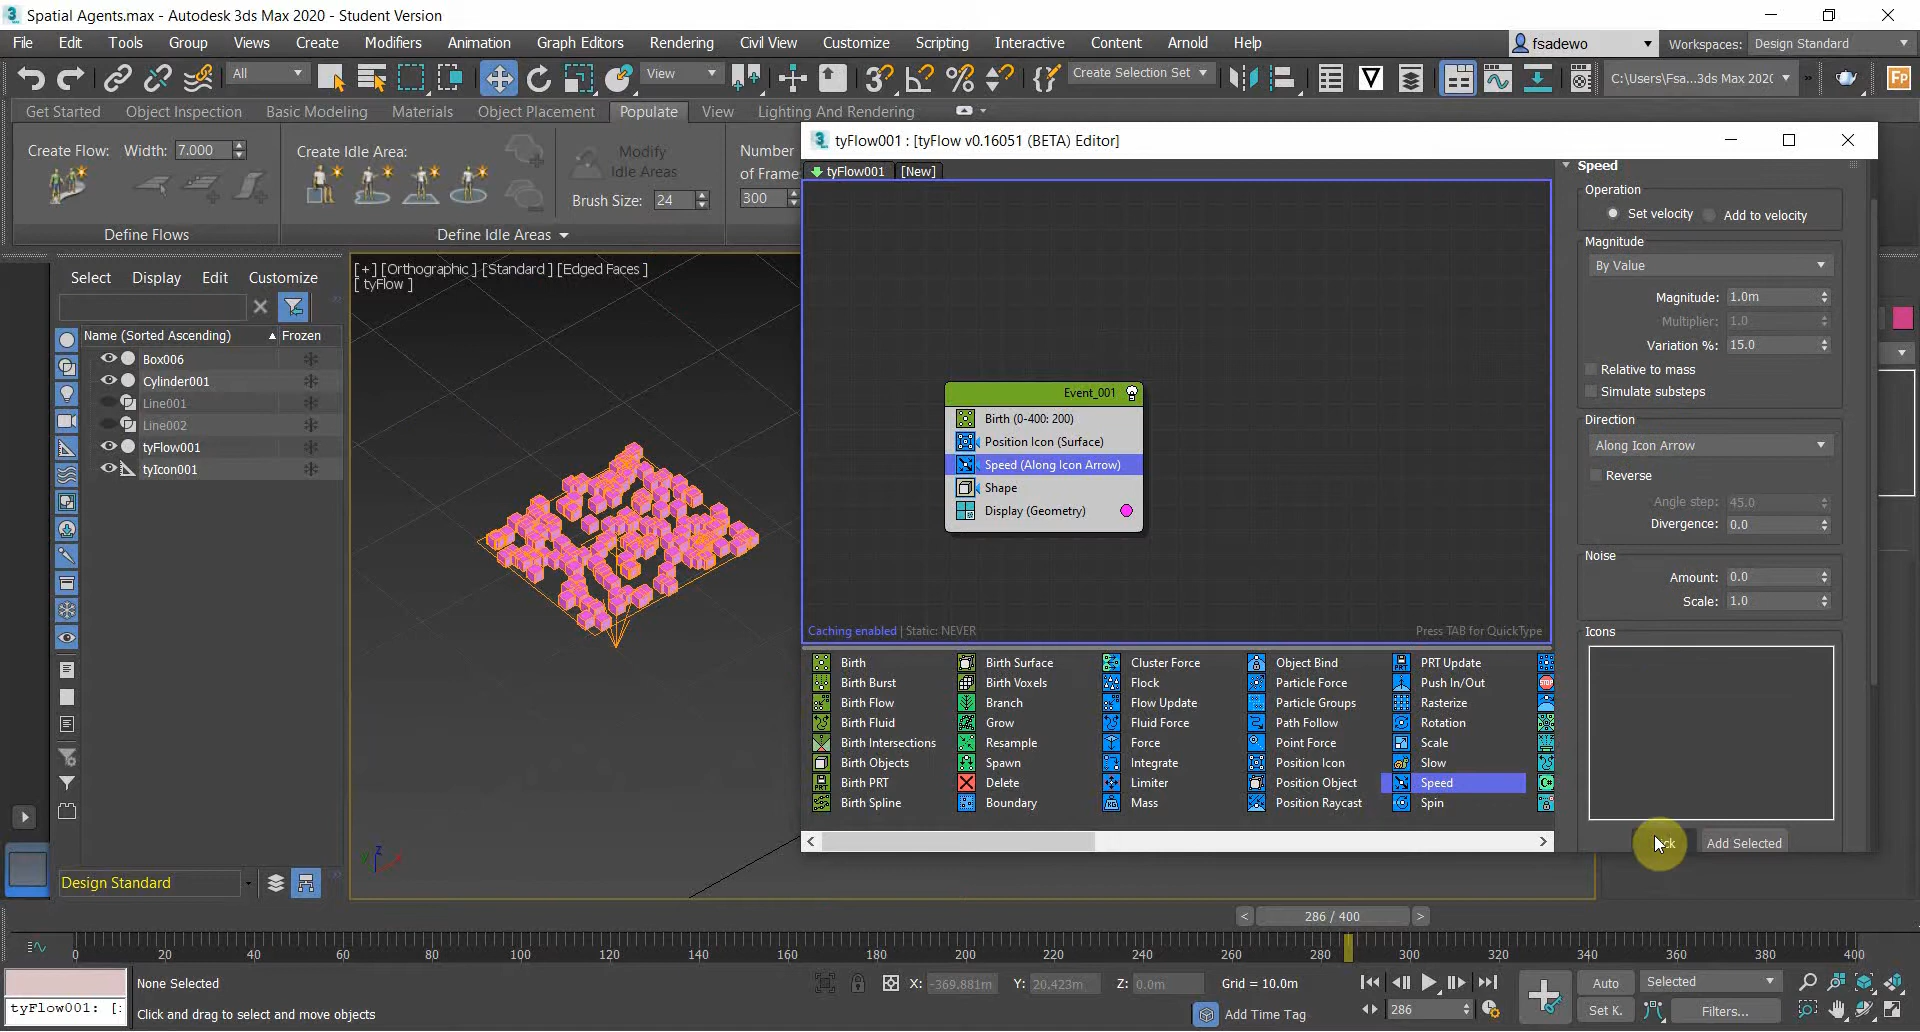 Spatial Agents.max - Autodesk 3ds Max 2020 - Student Version
File Edit Tools Group Views Create Modifiers Animation Graph Editors Rendering Civil View Customize Scripting Interactive Content Arnold Help
fsadewo Workspaces: Design Standard
All View Create Selection Set C:\Users\Fsa...3ds Max 202(
Get Started Object Inspection Basic Modeling Materials Object Placement Populate View Lighting And Rendering
Create Flow: Width: 7.000
Define Flows
Create Idle Area:
Modify
Idle Areas
Brush Size: 24
Define Idle Areas
Number
of Frame
300
tyFlow001 : [tyFlow v0.16051 (BETA) Editor]
tyFlow001 [New]
Select Display Edit Customize
Name (Sorted Ascending) Frozen
Box006
Cylinder001
Line001
Line002
tyFlow001
tyIcon001
Design Standard
[+] [Orthographic ] [Standard ] [Edged Faces ]
[ tyFlow ]
Event_001
Birth (0-400: 200)
Position Icon (Surface)
Speed (Along Icon Arrow)
Shape
Display (Geometry)
Caching enabled | Static: NEVER
Press TAB for QuickType
Birth Birth Surface Cluster Force Object Bind PRT Update
Birth Burst Birth Voxels Flock Particle Force Push In/Out
Birth Flow Branch Flow Update Particle Groups Rasterize
Birth Fluid Grow Fluid Force Path Follow Rotation
Birth Intersections Resample Force Point Force Scale
Birth Objects Spawn Integrate Position Icon Slow
Birth PRT Delete Limiter Position Object Speed
Birth Spline Boundary Mass Position Raycast Spin
Speed
Operation
Set velocity Add to velocity
Magnitude
By Value
Magnitude: 1.0m
Multiplier: 1.0
Variation %: 15.0
Relative to mass
Simulate substeps
Direction
Along Icon Arrow
Reverse
Angle step: 45.0
Divergence: 0.0
Noise
Amount: 0.0
Scale: 1.0
Icons
Add Selected
< 286 / 400 >
0 20 40 60 80 100 120 140 160 180 200 220 240 260 280 300 320 340 360 380 400
None Selected
Click and drag to select and move objects
tyFlow001: [:
X: -369.881m Y: 20.423m Z: 0.0m Grid = 10.0m
Add Time Tag
286
Auto Selected
Set K. Filters...